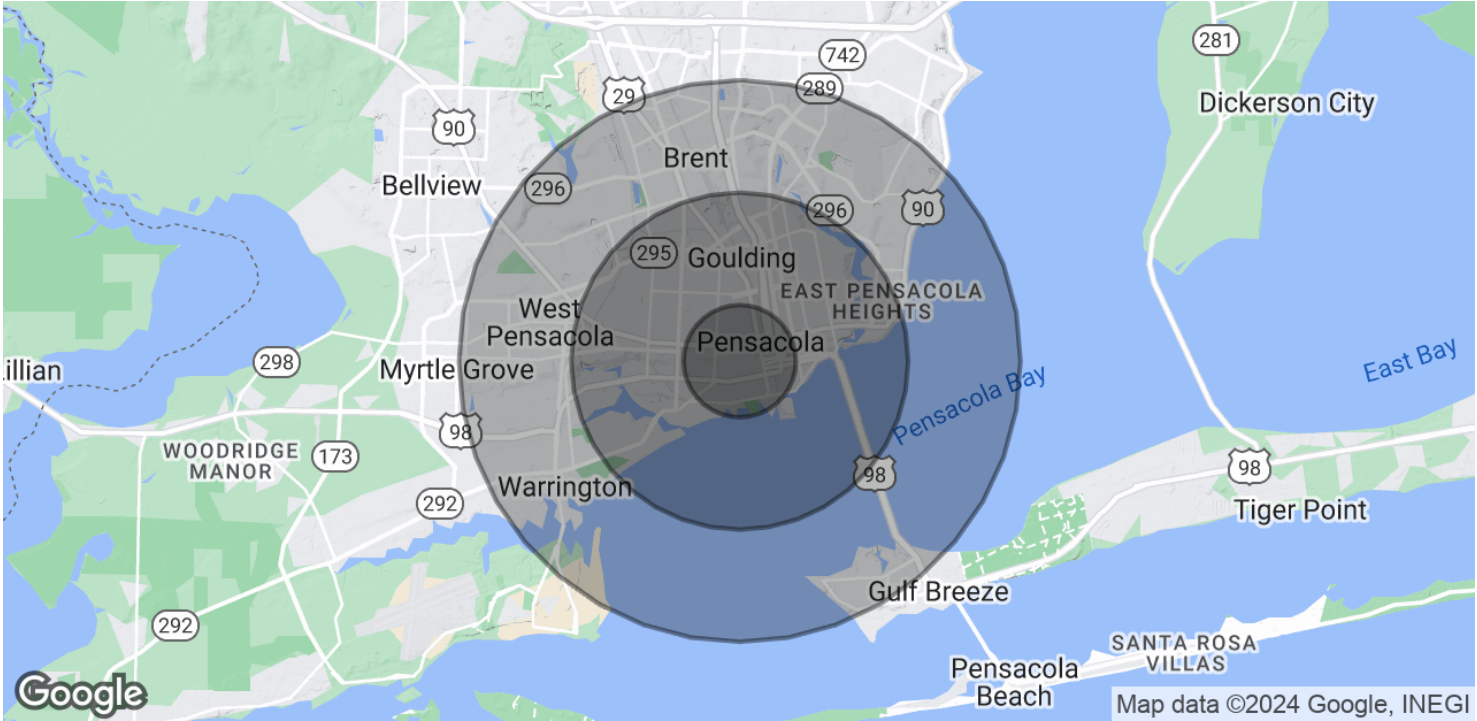 281
742
29
289
Dickerson City
90
Brent
Bellview
296
296
90
295
Goulding
EAST PENSACOLA
HEIGHTS
West
Pensacola
Pensacola
298
Myrtle Grove
East Bay
Pensacola Bay
98
WOODRIDGE
MANOR
173
98
98
Warrington
292
Tiger Point
Gulf Breeze
292
SANTA ROSA
VILLAS
Pensacola
Beach
Google
Map data ©2024 Google, INEGI